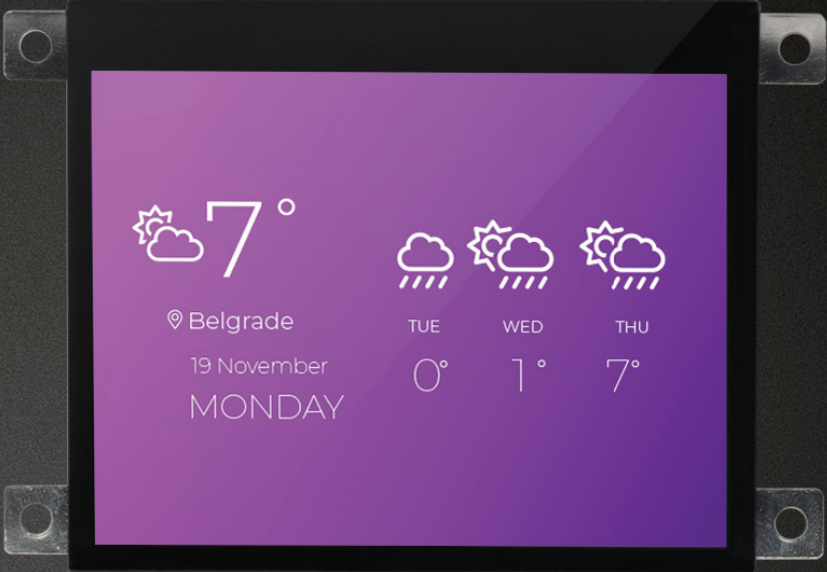 7°
Belgrade
19 November
MONDAY
TUE WED THU
0° 1° 7°